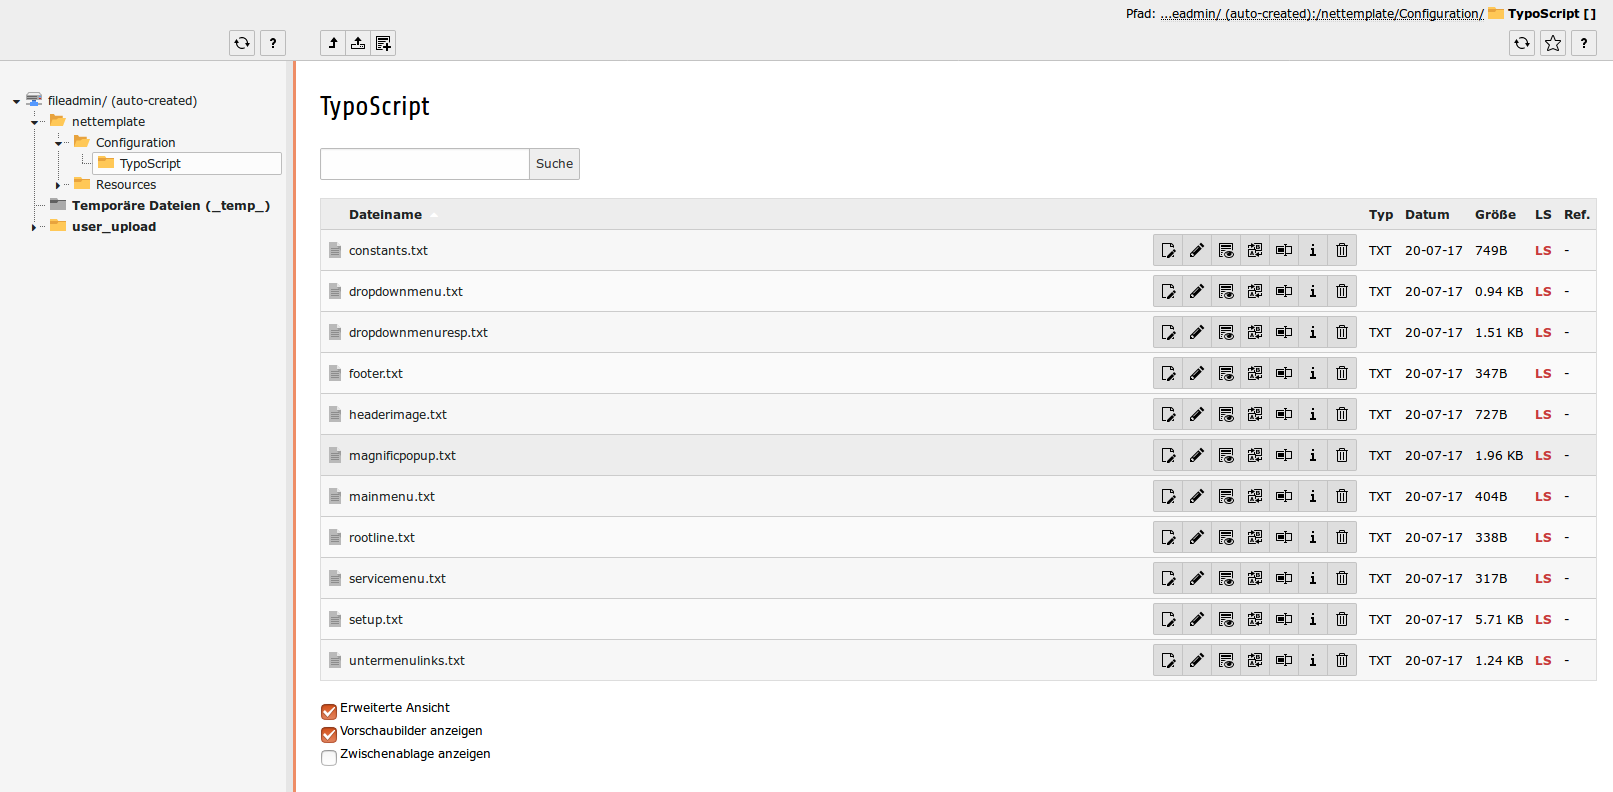 Pfad: ...eadmin/ (auto-created):/nettemplate/Configuration/ TypoScript []
?
?
fileadmin/ (auto-created)
nettemplate
Configuration
TypoScript
Resources
Temporäre Dateien (_temp_)
user_upload
TypoScript
Suche
Dateiname Typ Datum Größe LS Ref.
constants.txt TXT 20-07-17 749B LS -
dropdownmenu.txt TXT 20-07-17 0.94 KB LS -
dropdownmenuresp.txt TXT 20-07-17 1.51 KB LS -
footer.txt TXT 20-07-17 347B LS -
headerimage.txt TXT 20-07-17 727B LS -
magnificpopup.txt TXT 20-07-17 1.96 KB LS -
mainmenu.txt TXT 20-07-17 404B LS -
rootline.txt TXT 20-07-17 338B LS -
servicemenu.txt TXT 20-07-17 317B LS -
setup.txt TXT 20-07-17 5.71 KB LS -
untermenulinks.txt TXT 20-07-17 1.24 KB LS -
Erweiterte Ansicht
Vorschaubilder anzeigen
Zwischenablage anzeigen